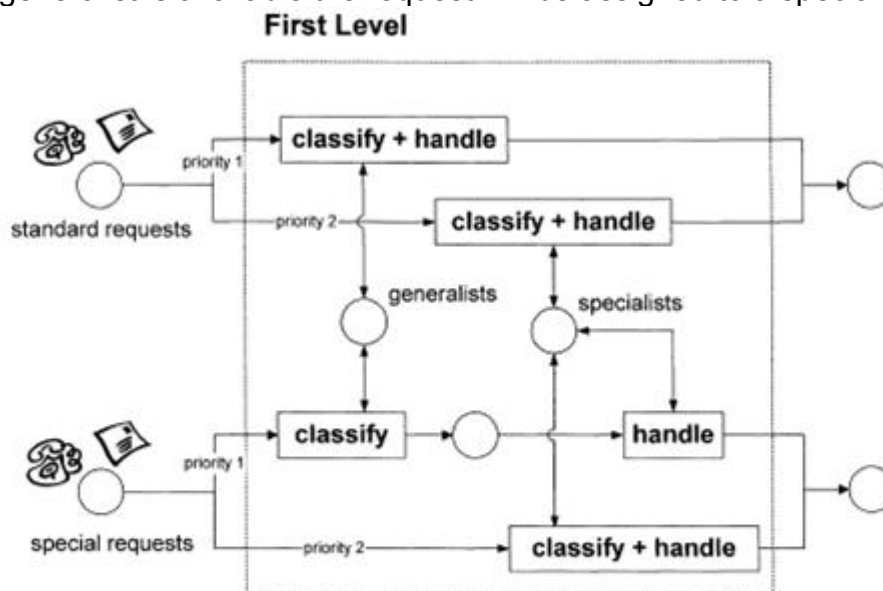 First Level
classify + handle
priority 1
standard requests
priority 2
classify + handle
generalists
specialists
classify
handle
priority 1
special requests
priority 2
classify + handle